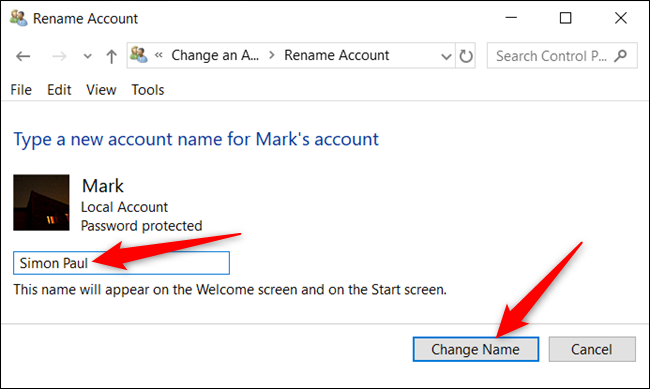 Rename Account
« Change an A... > Rename Account
Search Control P...
File Edit View Tools
Type a new account name for Mark's account
Mark
Local Account
Password protected
Simon Paul
This name will appear on the Welcome screen and on the Start screen.
Change Name Cancel